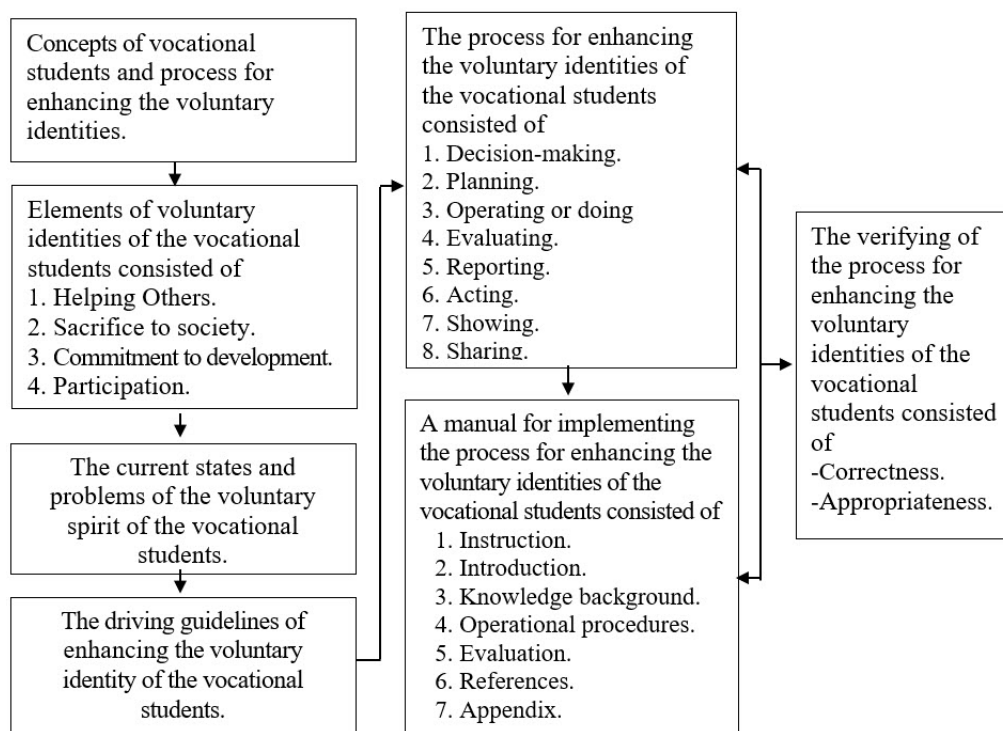 Concepts of vocational
students and process for
enhancing the voluntary
identities.
Elements of voluntary
identities of the vocational
students consisted of
1. Helping Others.
2. Sacrifice to society.
3. Commitment to development.
4. Participation.
The current states and
problems of the voluntary
spirit of the vocational
students.
The driving guidelines of
enhancing the voluntary
identity of the vocational
students.
The process for enhancing
the voluntary identities of
the vocational students
consisted of
1. Decision-making.
2. Planning.
3. Operating or doing
4. Evaluating.
5. Reporting.
6. Acting.
7. Showing.
8. Sharing.
A manual for implementing
the process for enhancing the
voluntary identities of the
vocational students consisted of
1. Instruction.
2. Introduction.
3. Knowledge background.
4. Operational procedures.
5. Evaluation.
6. References.
7. Appendix.
The verifying of
the process for
enhancing the
voluntary
identities of the
vocational
students consisted
of
-Correctness.
-Appropriateness.